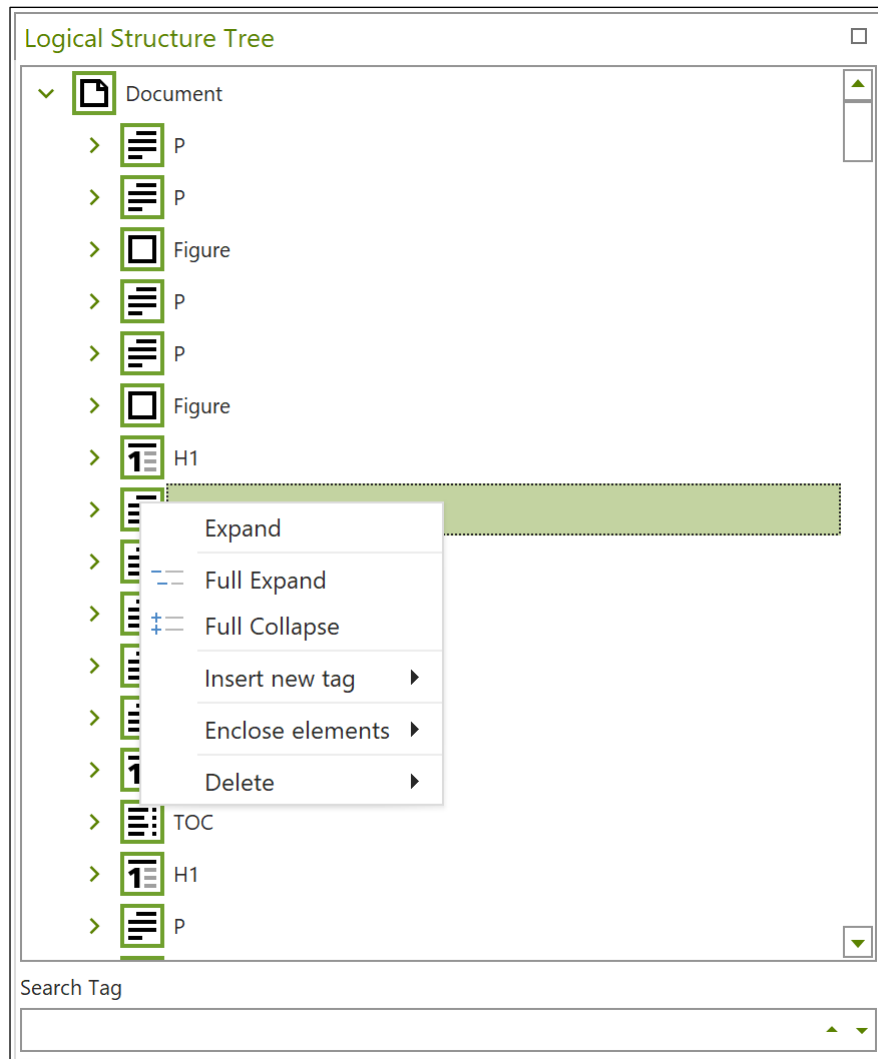 Logical Structure Tree
Document
P
P
Figure
P
P
Figure
H1
Expand
Full Expand
Full Collapse
Insert new tag
Enclose elements
Delete
TOC
H1
P
Search Tag